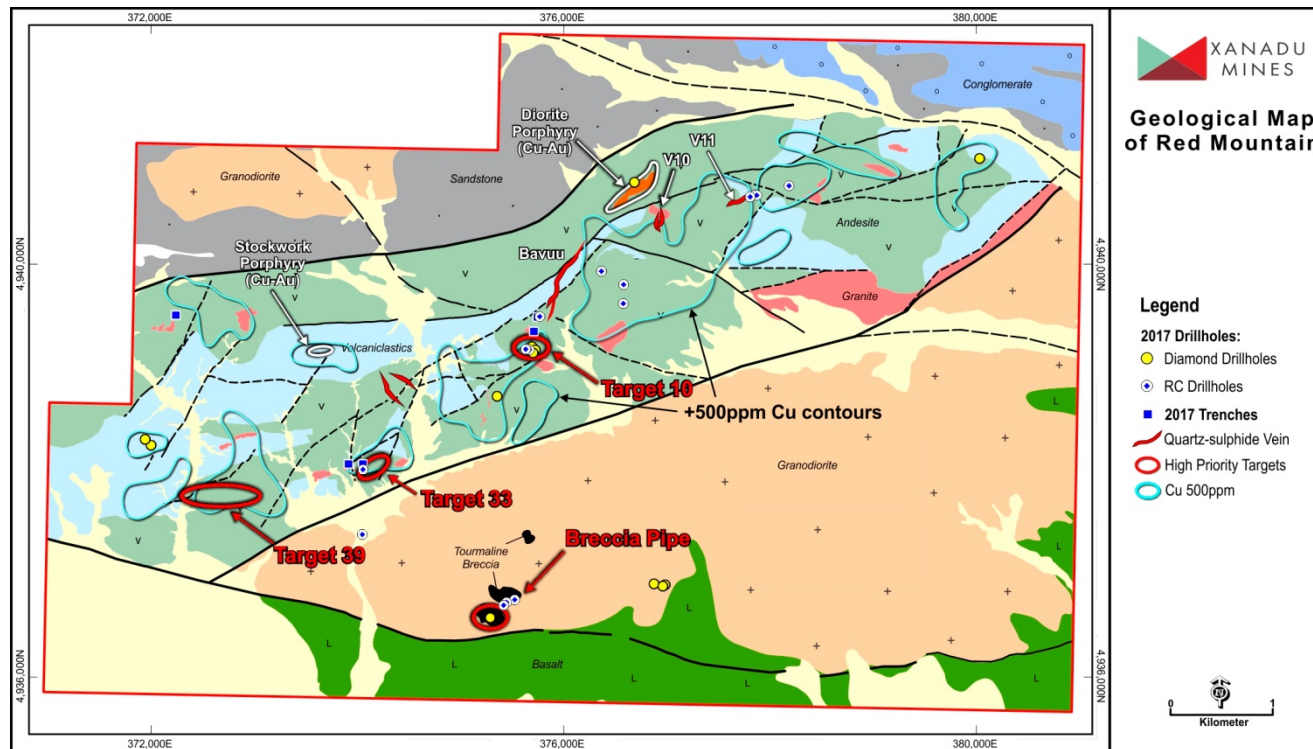 372,000E
376,000E
380,000E
4,940,000N
4,940,000N
4,936,000N
4,936,000N
372,000E
376,000E
380,000E
Conglomerate
Diorite
Porphyry
(Cu-Au)
V11
V10
Granodiorite
Sandstone
Andesite
Stockwork
Porphyry
(Cu-Au)
Bavuu
Granite
Volcaniclastics
Target 10
+500ppm Cu contours
Granodiorite
Target 33
Target 39
Breccia Pipe
Tourmaline
Breccia
Basalt
XANADU
MINES
Geological Map
of Red Mountain
Legend
2017 Drillholes:
Diamond Drillholes
RC Drillholes
2017 Trenches
Quartz-sulphide Vein
High Priority Targets
Cu 500ppm
0
1
Kilometer